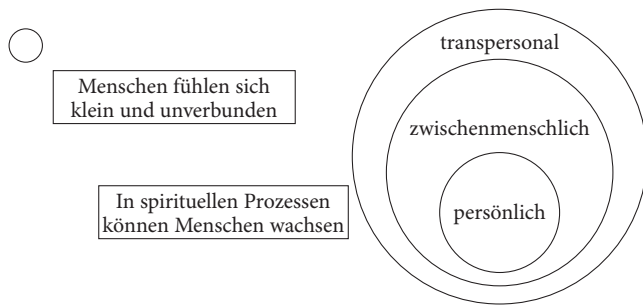 transpersonal
Menschen fühlen sich
klein und unverbunden
zwischenmenschlich
In spirituellen Prozessen
können Menschen wachsen
persönlich